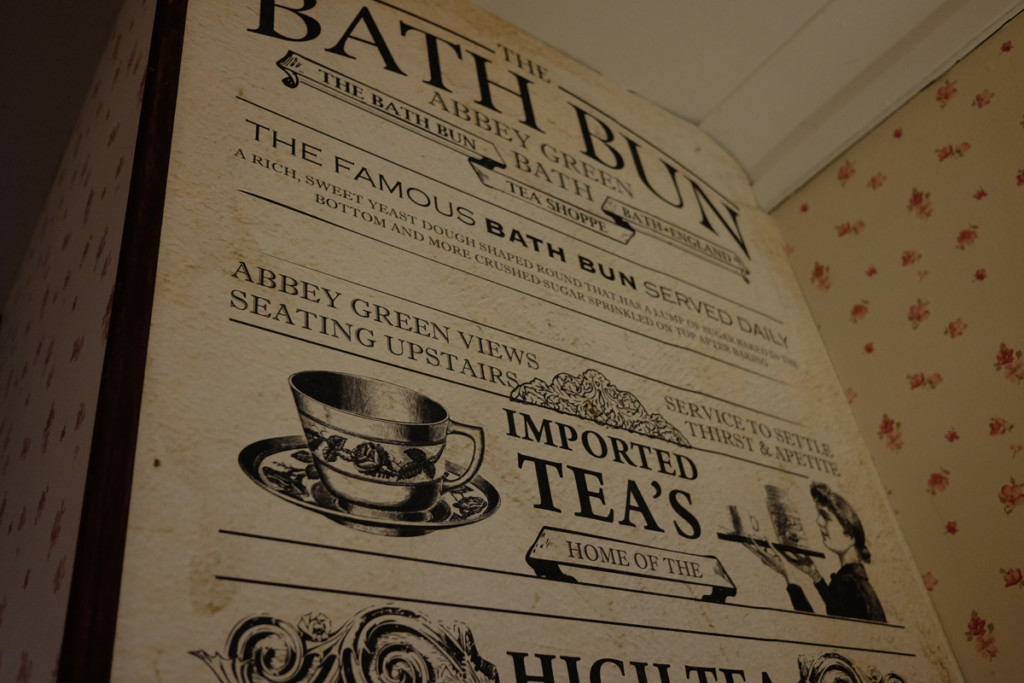 THE
BATH BUN
ABBEY GREEN
BATH
THE BATH BUN
TEA SHOPPE
BATH•ENGLAND
THE FAMOUS BATH BUN SERVED DAILY
A RICH, SWEET YEAST DOUGH SHAPED ROUND THAT HAS A LUMP OF SUGAR BAKED IN THE
BOTTOM AND MORE CRUSHED SUGAR SPRINKLED ON TOP AFTER BAKING
ABBEY GREEN VIEWS
SEATING UPSTAIRS
SERVICE TO SETTLE
THIRST & APETITE
IMPORTED
TEA'S
HOME OF THE
HIGH TEA